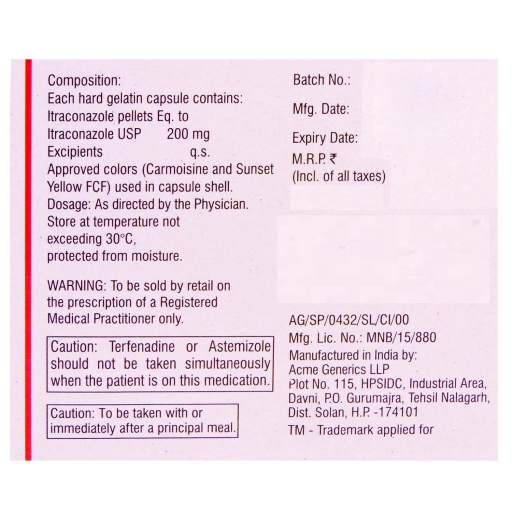 Composition:
Each hard gelatin capsule contains:
Itraconazole pellets Eq. to
Itraconazole USP 200 mg
Excipients q.s.
Approved colors (Carmoisine and Sunset
Yellow FCF) used in capsule shell.
Dosage: As directed by the Physician.
Store at temperature not
exceeding 30°C,
protected from moisture.
WARNING: To be sold by retail on
the prescription of a Registered
Medical Practitioner only.
Caution: Terfenadine or Astemizole
should not be taken simultaneously
when the patient is on this medication.
Caution: To be taken with or
immediately after a principal meal.
Batch No.:
Mfg. Date:
Expiry Date:
M.R.P. ₹
(Incl. of all taxes)
AG/SP/0432/SL/CI/00
Mfg. Lic. No.: MNB/15/880
Manufactured in India by:
Acme Generics LLP
Plot No. 115, HPSIDC, Industrial Area,
Davni, P.O. Gurumajra, Tehsil Nalagarh,
Dist. Solan, H.P. -174101
TM - Trademark applied for